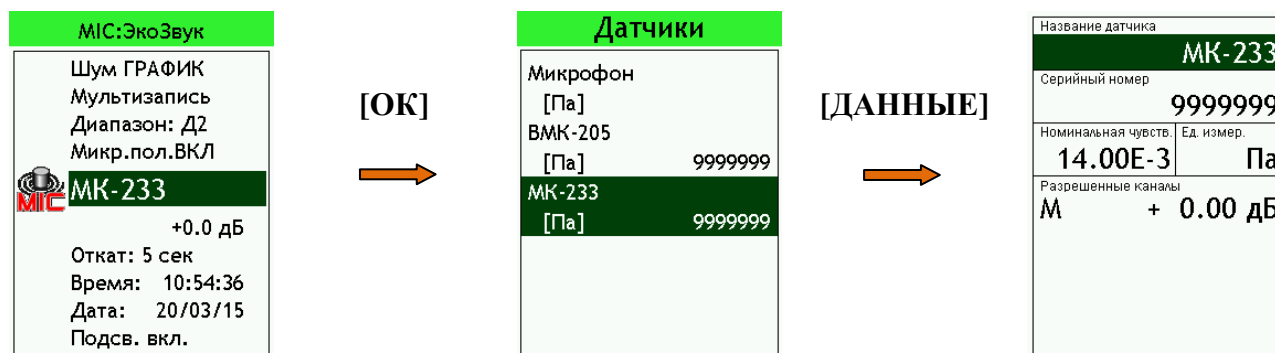 MIC:ЭкоЗвук
Шум ГРАФИК
Мультизапись
Диапазон: Д2
Микр.пол.ВКЛ
MIC
МК-233
+0.0 дБ
Откат: 5 сек
Время: 10:54:36
Дата: 20/03/15
Подсв. вкл.
[ОК]
Датчики
Микрофон
[Па]
ВМК-205
[Па] 9999999
МК-233
[Па] 9999999
[ДАННЫЕ]
Название датчика
МК-233
Серийный номер
9999999
Номинальная чувств. Ед. измер.
14.00E-3 Па
Разрешенные каналы
М + 0.00 дБ